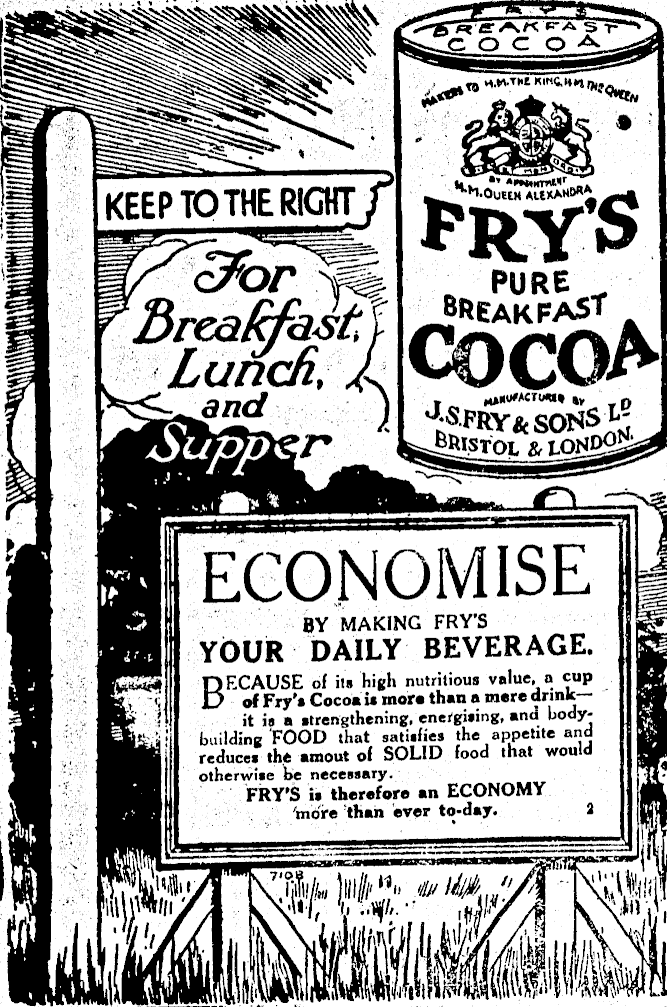 FRY'S
BREAKFAST
COCOA
MAKERS TO H.M. THE KING, H.M. THE QUEEN
BY APPOINTMENT
H.M. QUEEN ALEXANDRA
FRY'S
PURE
BREAKFAST
COCOA
MANUFACTURED BY
J.S. FRY & SONS LD
BRISTOL & LONDON.
KEEP TO THE RIGHT
For
Breakfast,
Lunch,
and
Supper
ECONOMISE
BY MAKING FRY'S
YOUR DAILY BEVERAGE.
BECAUSE of its high nutritious value, a cup
of Fry's Cocoa is more than a mere drink—
it is a strengthening, energising, and body-
building FOOD that satisfies the appetite and
reduces the amout of SOLID food that would
otherwise be necessary.
FRY'S is therefore an ECONOMY
more than ever to-day. 2
710B